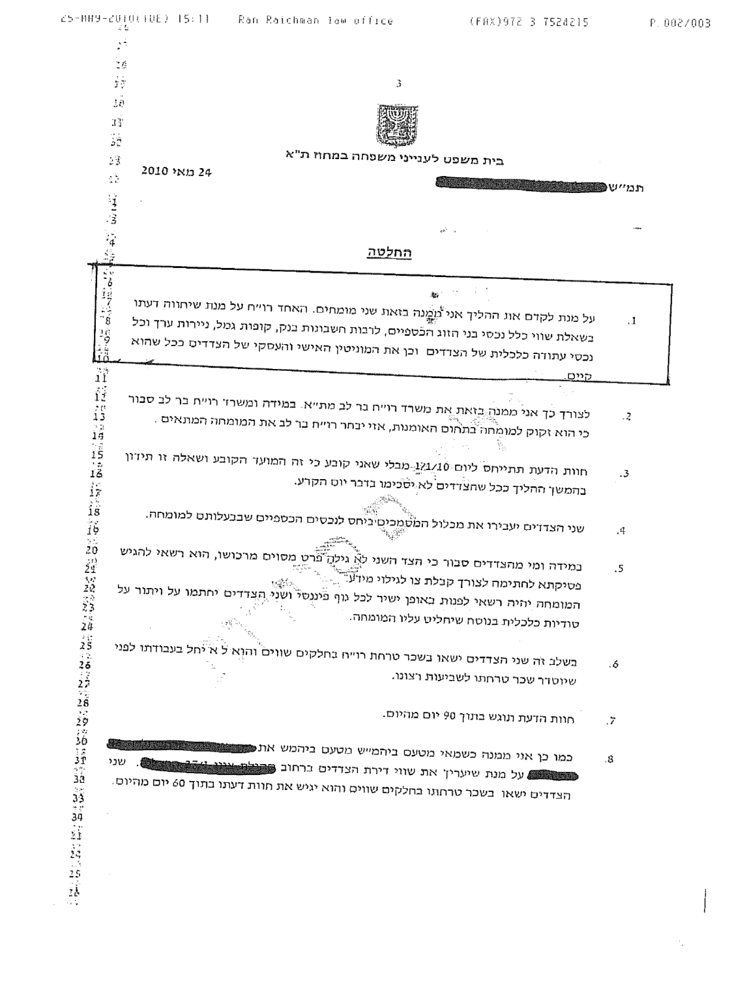 25-MAY-2010(TUE) 15:11 Ran Raichman law office (FAX)972 3 7524215 P.002/003
3
בית משפט לענייני משפחה במחוז ת"א
תמ״ש
24 מאי 2010
החלטה
1. על מנת לקדם את ההליך אני ממנה בזאת שני מומחים. האחד רו״ח על מנת שיחווה דעתו
בשאלת שווי כלל נכסי בני הזוג הכספיים, לרבות חשבונות בנק, קופות גמל, ניירות ערך וכל
נכסי עתודה כלכלית של הצדדים וכן את המוניטין האישי והעסקי של הצדדים ככל שהוא
קיים.
2. לצורך כך אני ממנה בזאת את משרד רו״ח בר לב מת״א. במידה ומשרד רו״ח בר לב סבור
כי הוא זקוק למומחה בתחום האומנות, אזי יבחר רו״ח בר לב את המומחה המתאים .
3. חוות הדעת תתייחס ליום 1/1/10 מבלי שאני קובע כי זה המועד הקובע ושאלה זו תידון
בהמשך ההליך ככל שהצדדים לא יסכימו בדבר יום הקרע.
4. שני הצדדים יעבירו את מכלול המסמכים ביחס לנכסים הכספיים שבבעלותם למומחה.
5. במידה ומי מהצדדים סבור כי הצד השני לא גילה פרט מסוים מרכושו, הוא רשאי להגיש
פסיקתא לחתימה לצורך קבלת צו לגילוי מידע.
המומחה יהיה רשאי לפנות באופן ישיר לכל גוף פיננסי ושני הצדדים יחתמו על ויתור על
סודיות כלכלית בנוסח שיחליט עליו המומחה.
6. בשלב זה שני הצדדים ישאו בשכר טרחת רו״ח בחלקים שווים והוא ל א יחל בעבודתו לפני
שיוסדר שכר טרחתו לשביעות רצונו.
7. חוות הדעת תוגש בתוך 90 יום מהיום.
8. כמו כן אני ממנה כשמאי מטעם ביהמ״ש מטעם ביהמש את
על מנת שיעריך את שווי דירת הצדדים ברחוב . שני
הצדדים ישאו בשכר טרחתו בחלקים שווים והוא יגיש את חוות דעתו בתוך 60 יום מהיום.